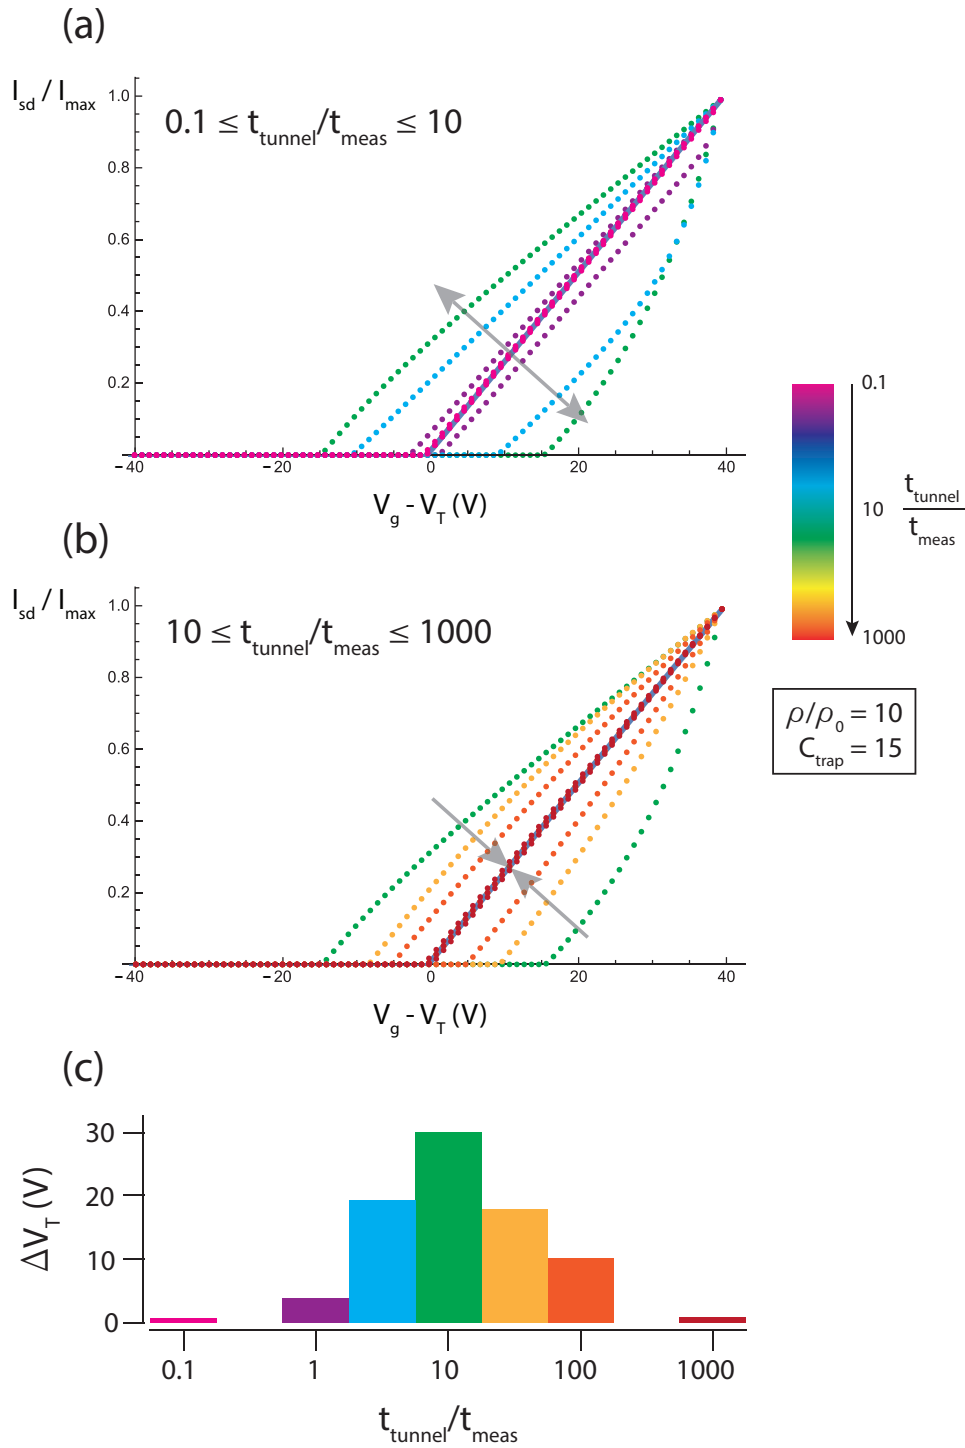 (a)
I_sd / I_max
0.1 ≤ t_tunnel/t_meas ≤ 10
1.0
0.8
0.6
0.4
0.2
−40 −20 0 20 40
V_g - V_T (V)
0.1
10
1000
t_tunnel
t_meas
(b)
I_sd / I_max
10 ≤ t_tunnel/t_meas ≤ 1000
1.0
0.8
0.6
0.4
0.2
−40 −20 0 20 40
V_g - V_T (V)
ρ/ρ_0 = 10
C_trap = 15
(c)
ΔV_T (V)
30
20
10
0
0.1 1 10 100 1000
t_tunnel/t_meas